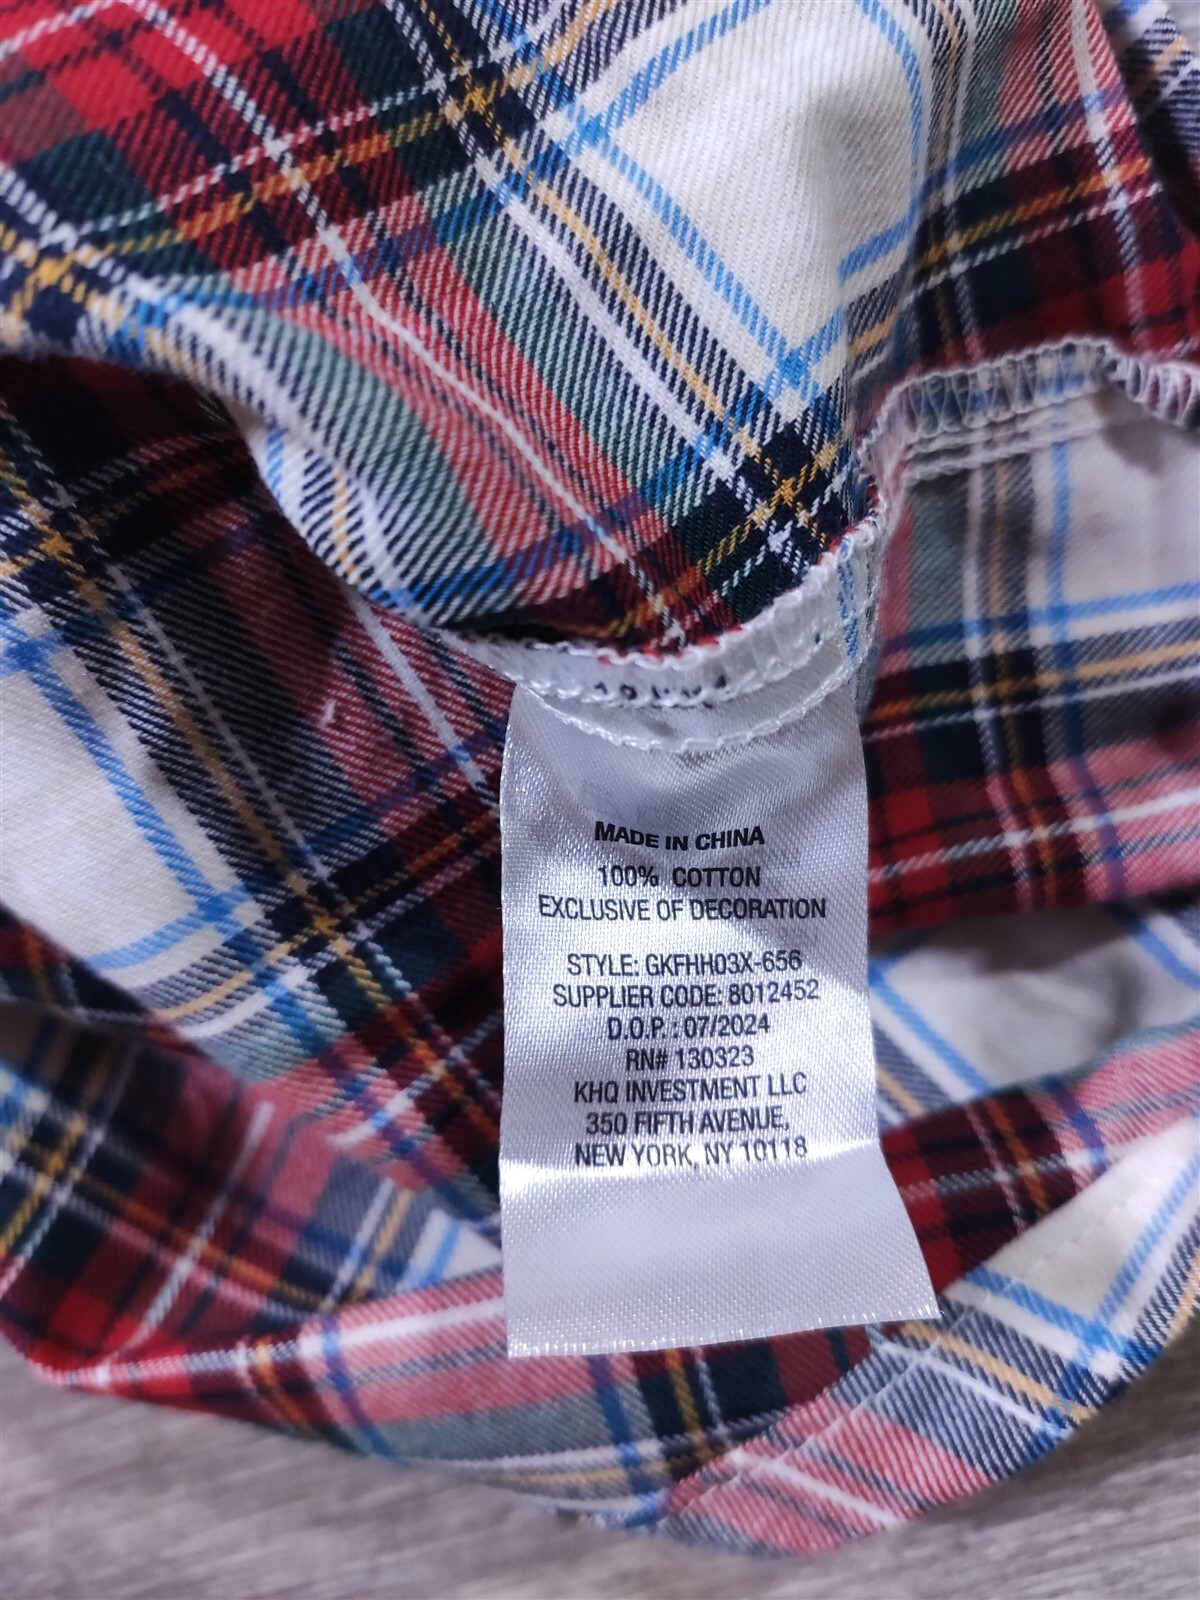 MADE IN CHINA
100% COTTON
EXCLUSIVE OF DECORATION
STYLE: GKFHH03X-656
SUPPLIER CODE: 8012452
D.O.P. : 07/2024
RN# 130323
KHQ INVESTMENT LLC
350 FIFTH AVENUE,
NEW YORK, NY 10118